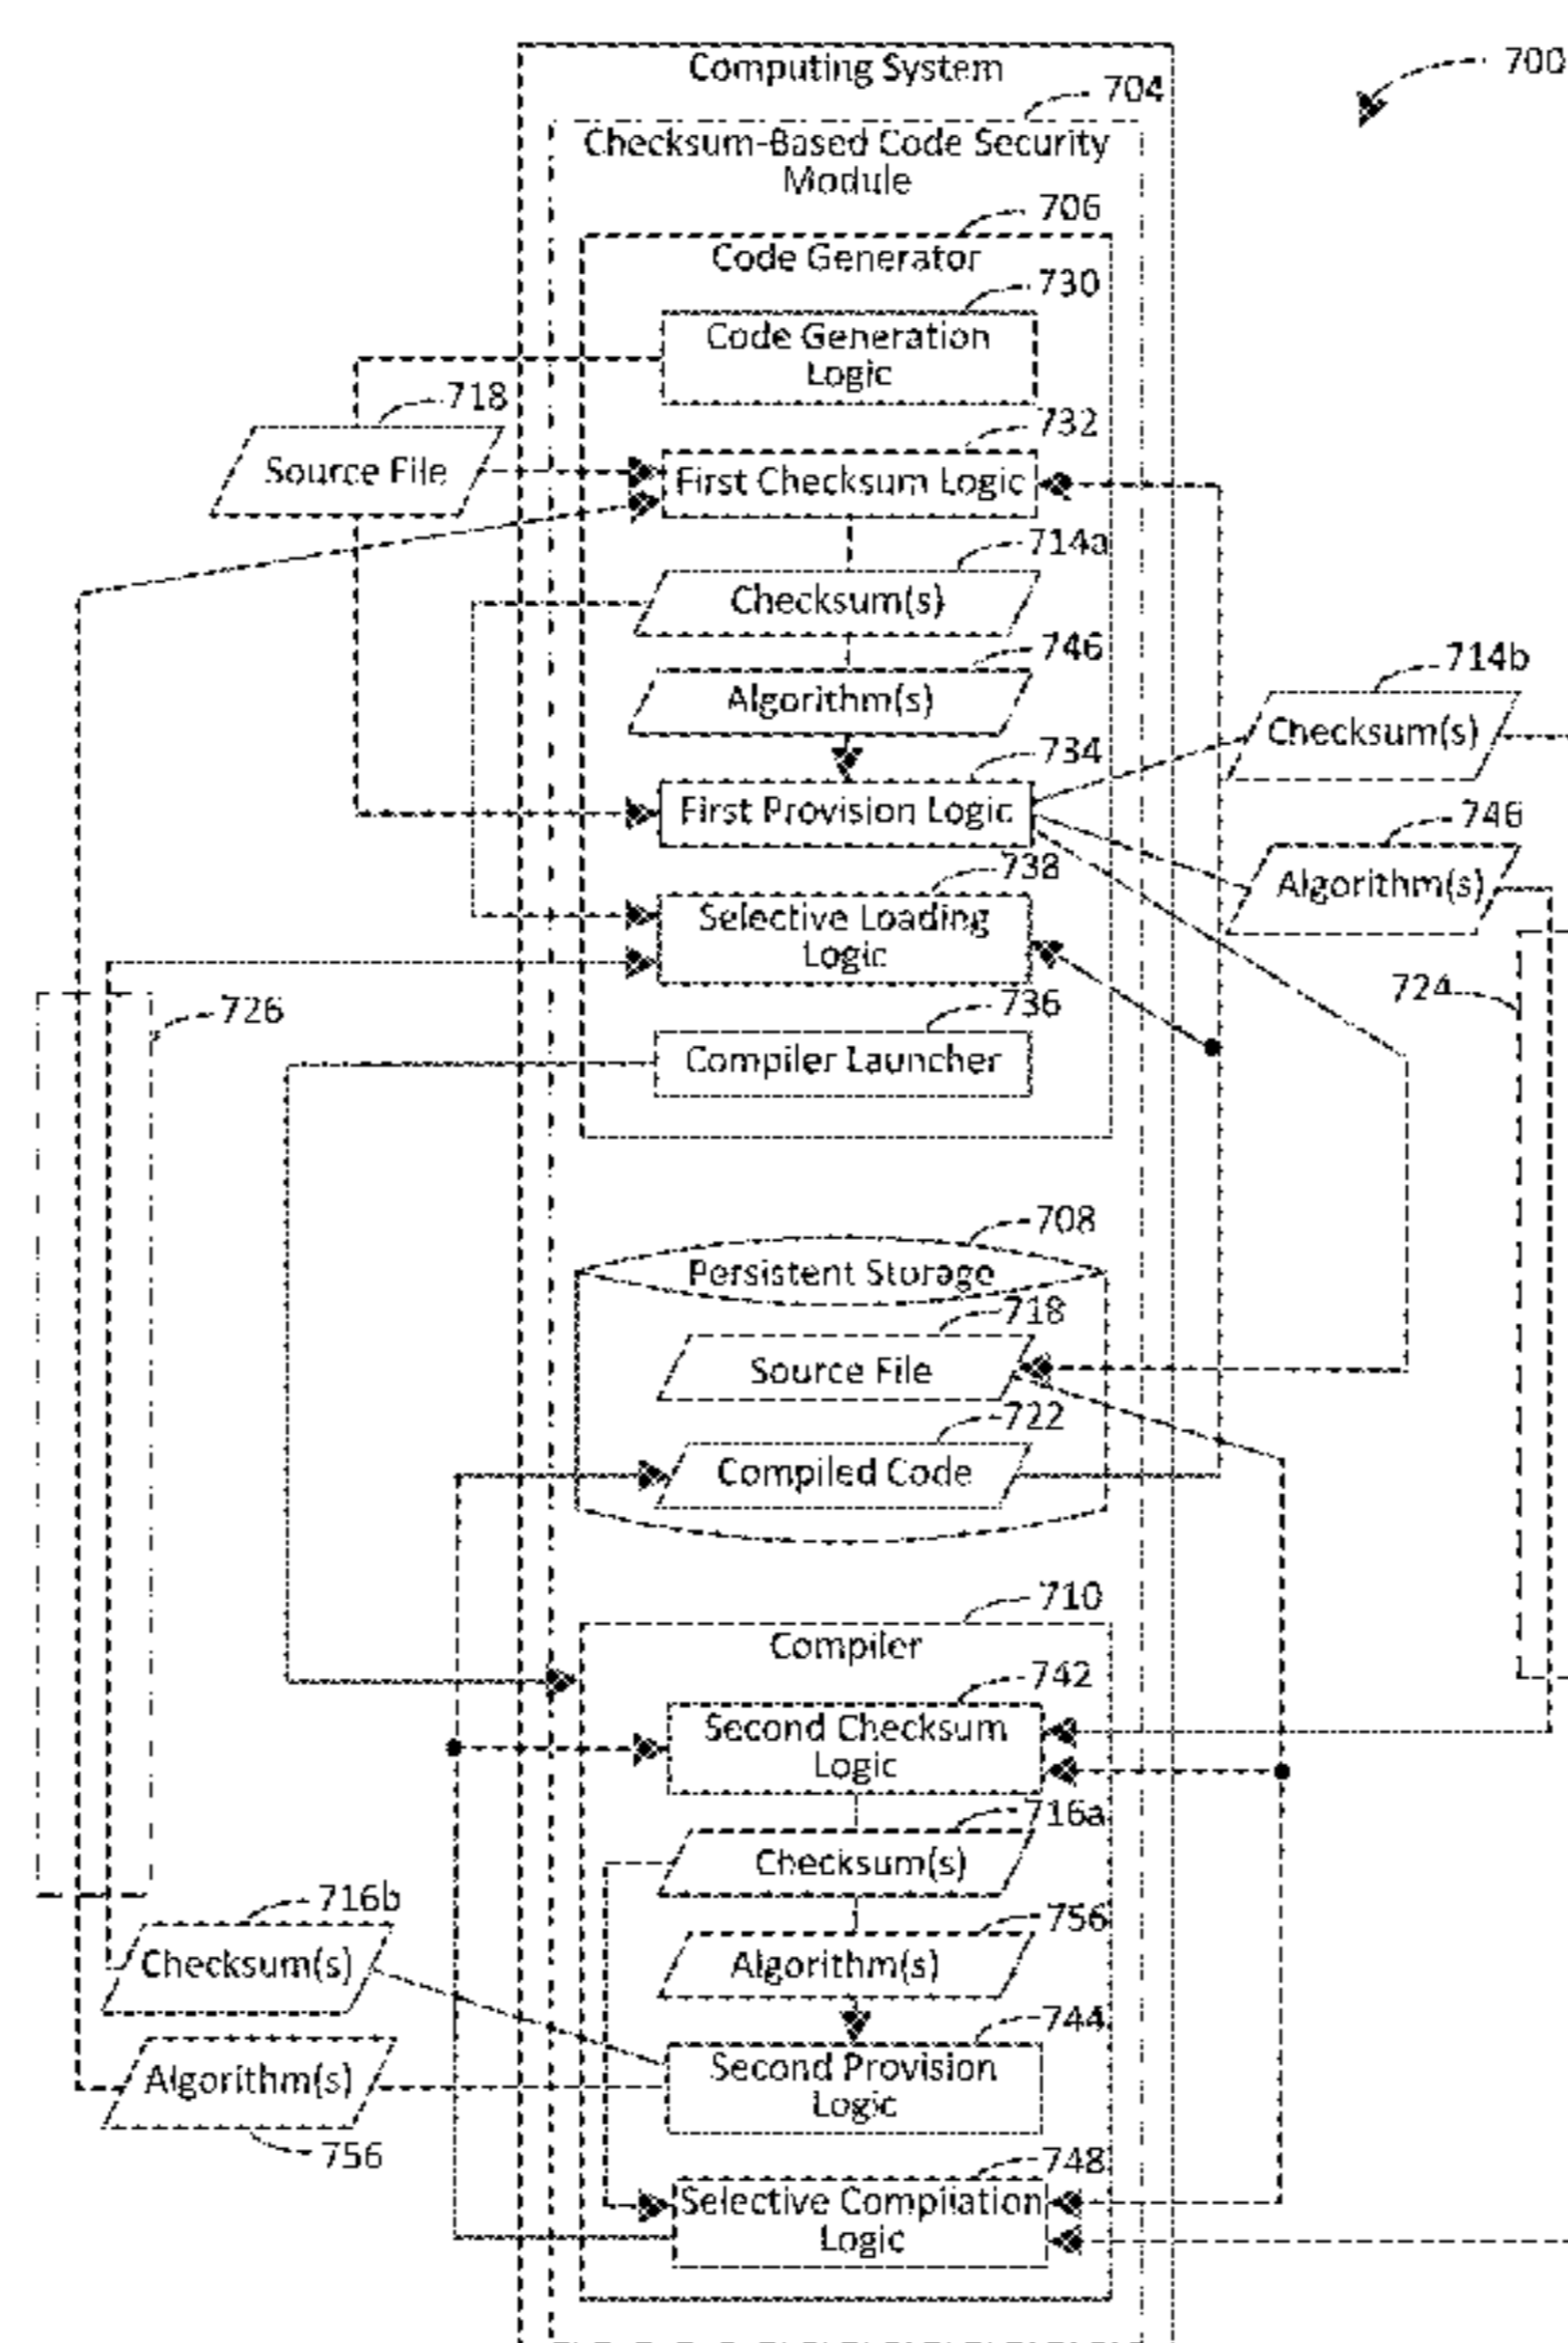 700
Computing System
704
Checksum-Based Code Security
Module
706
Code Generator
730
Code Generation
Logic
718
Source File
732
First Checksum Logic
714a
Checksum(s)
746
Algorithm(s)
714b
Checksum(s)
734
First Provision Logic
746
Algorithm(s)
738
Selective Loading
Logic
724
726
736
Compiler Launcher
708
Persistent Storage
718
Source File
722
Compiled Code
710
Compiler
742
Second Checksum
Logic
716a
Checksum(s)
716b
Checksum(s)
756
Algorithm(s)
744
Second Provision
Logic
Algorithm(s)
756
748
Selective Compilation
Logic